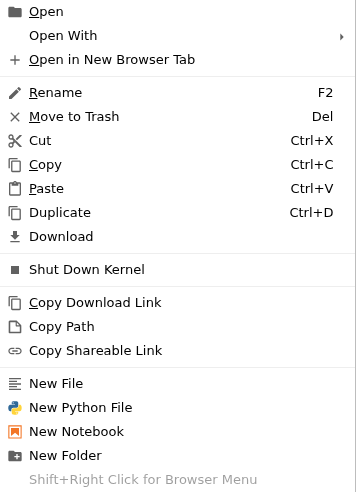 Open
Open With
Open in New Browser Tab
Rename F2
Move to Trash Del
Cut Ctrl+X
Copy Ctrl+C
Paste Ctrl+V
Duplicate Ctrl+D
Download
Shut Down Kernel
Copy Download Link
Copy Path
Copy Shareable Link
New File
New Python File
New Notebook
New Folder
Shift+Right Click for Browser Menu